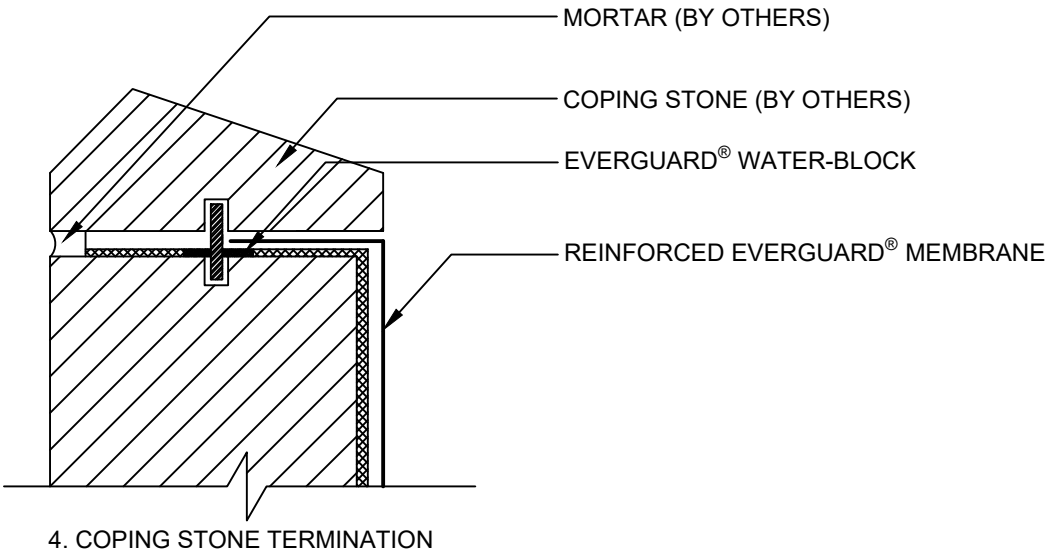 MORTAR (BY OTHERS)
COPING STONE (BY OTHERS)
EVERGUARD® WATER-BLOCK
REINFORCED EVERGUARD® MEMBRANE
4. COPING STONE TERMINATION